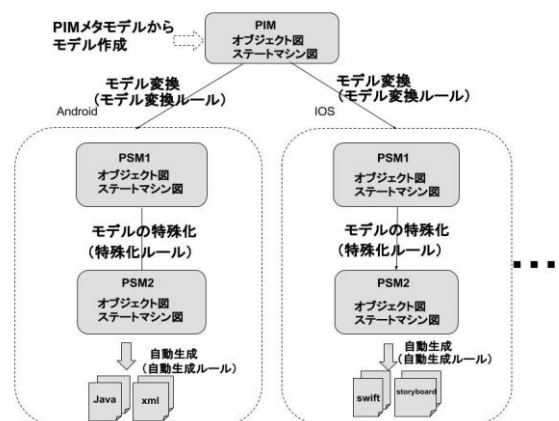 PIMメタモデルから
モデル作成
PIM
オブジェクト図
ステートマシン図
モデル変換
(モデル変換ルール)
モデル変換
(モデル変換ルール)
Android
IOS
PSM1
オブジェクト図
ステートマシン図
PSM1
オブジェクト図
ステートマシン図
モデルの特殊化
(特殊化ルール)
モデルの特殊化
(特殊化ルール)
PSM2
オブジェクト図
ステートマシン図
PSM2
オブジェクト図
ステートマシン図
自動生成
(自動生成ルール)
自動生成
(自動生成ルール)
Java
xml
swift
storyboard